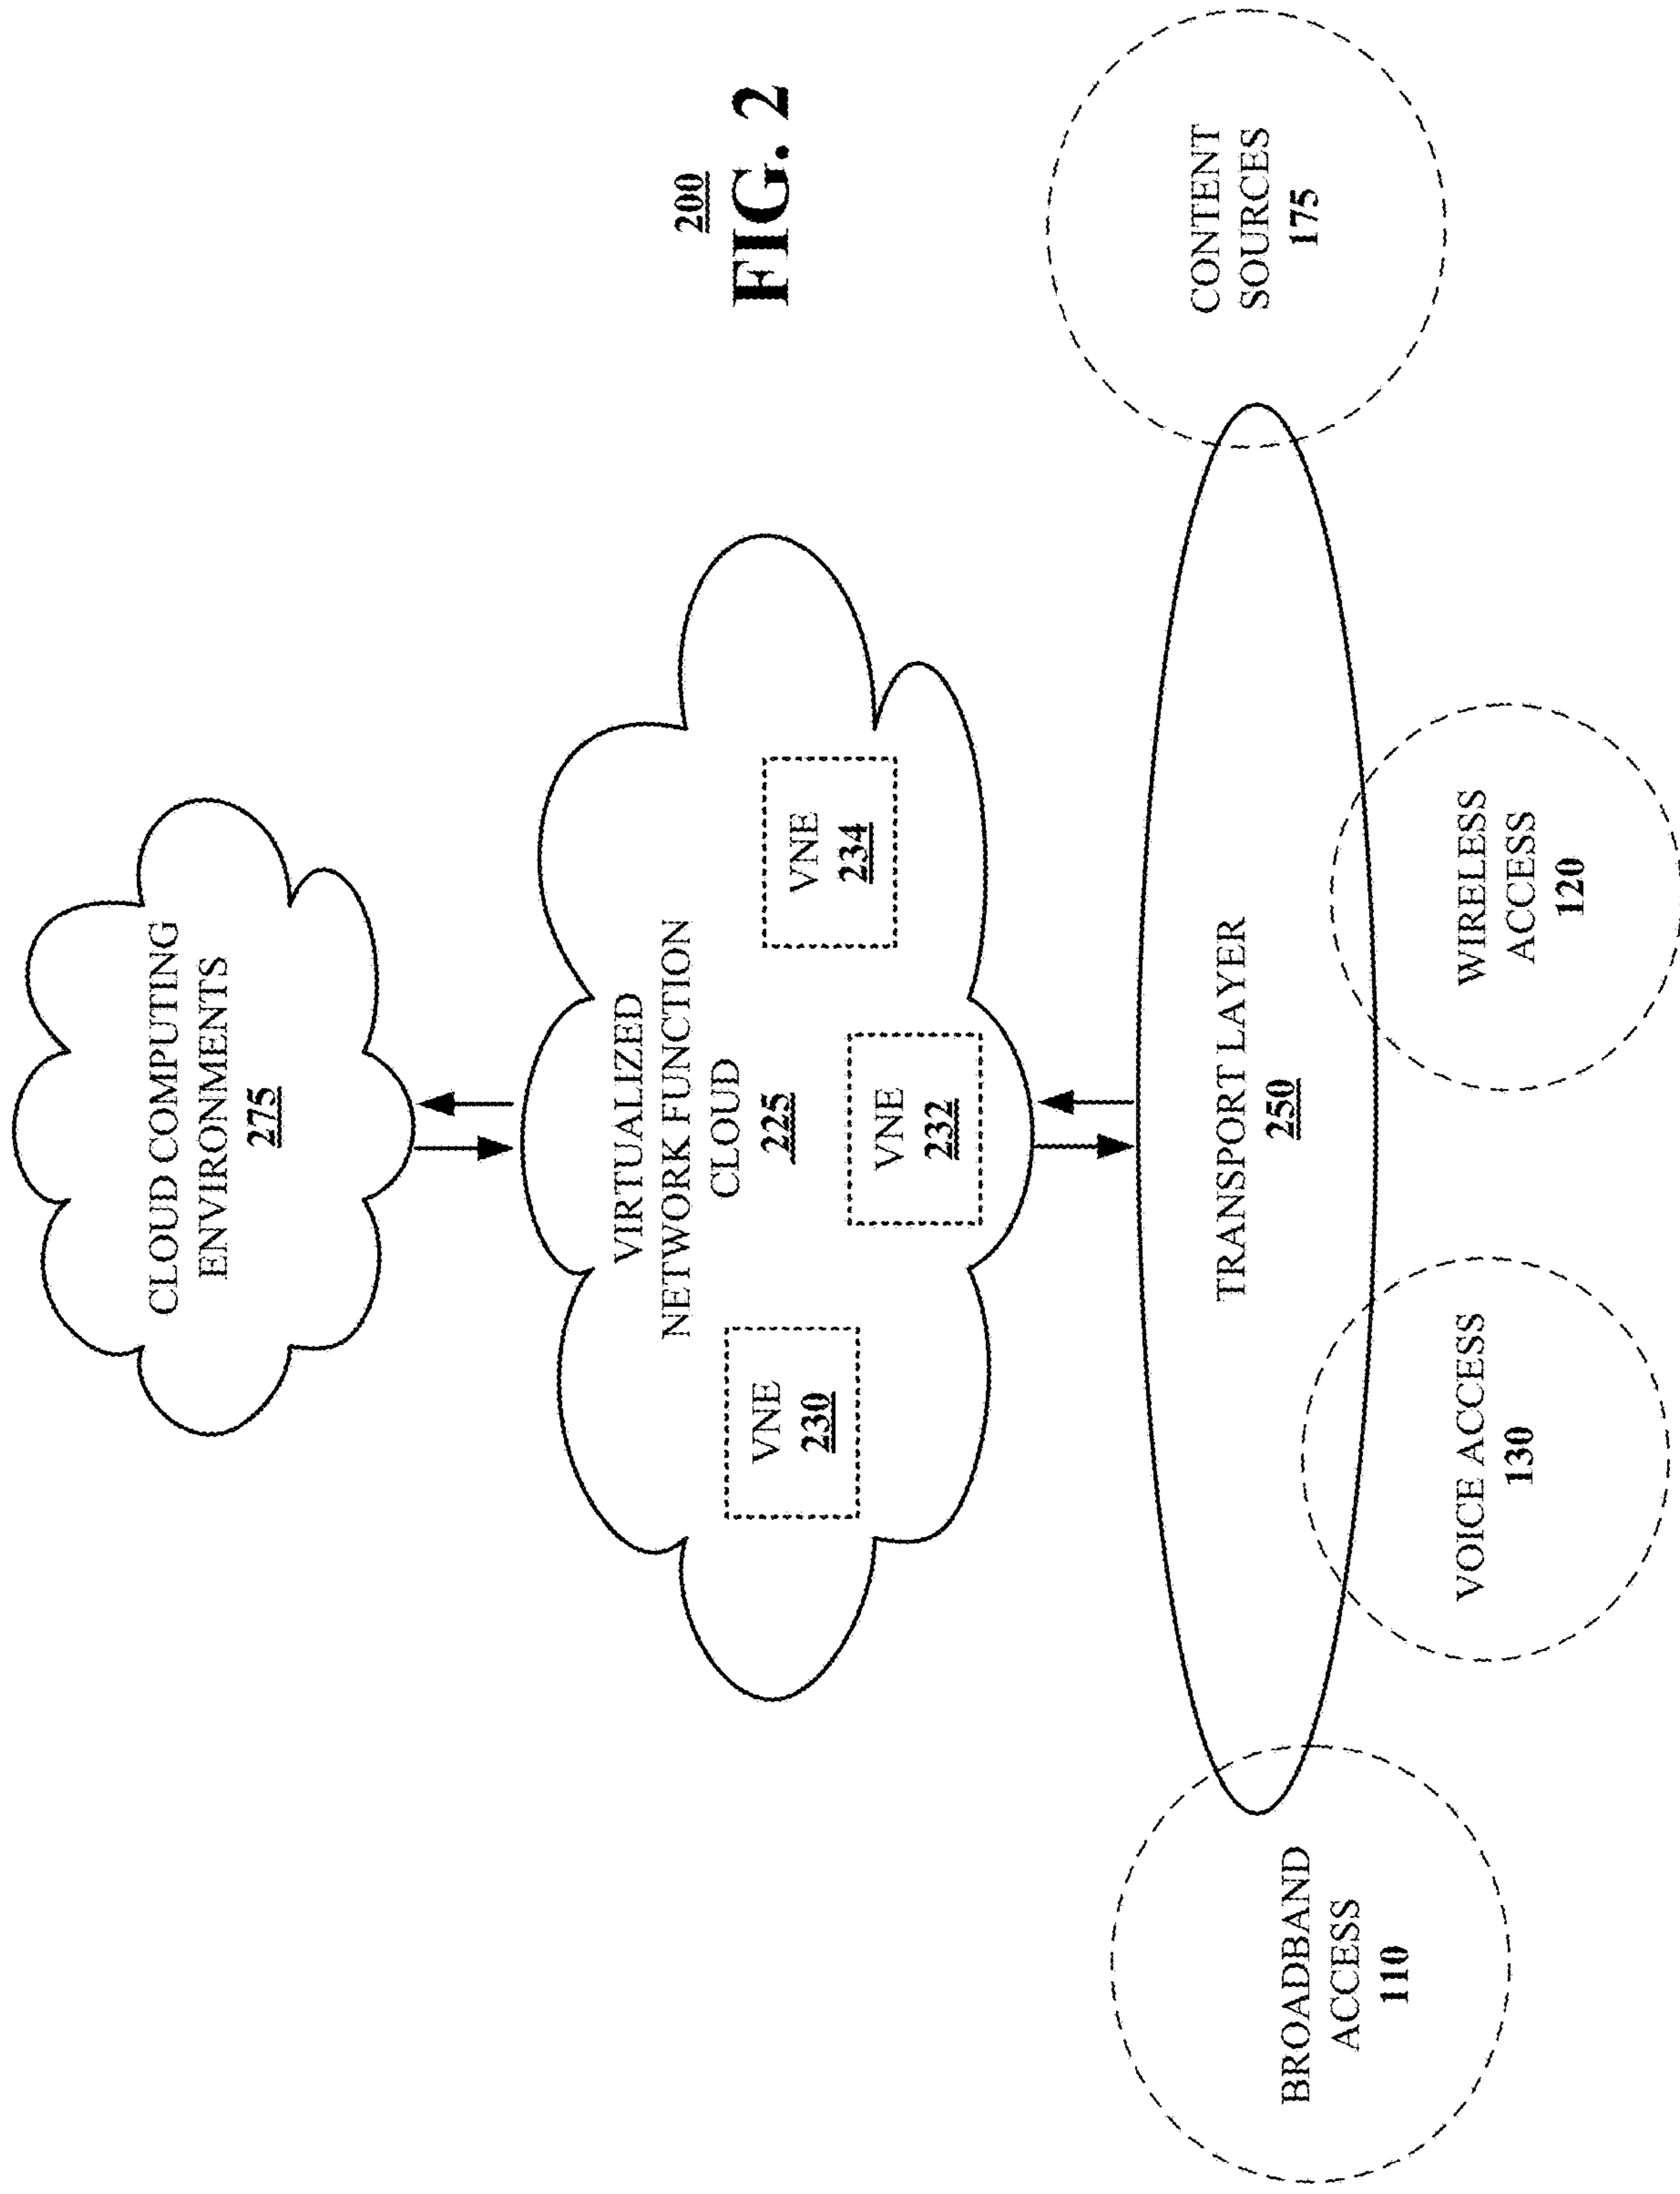 CLOUD COMPUTING
ENVIRONMENTS
275
VIRTUALIZED
NETWORK FUNCTION
CLOUD
225
VNE
230
VNE
232
VNE
234
200
FIG. 2
TRANSPORT LAYER
250
BROADBAND
ACCESS
110
VOICE ACCESS
130
WIRELESS
ACCESS
120
CONTENT
SOURCES
175